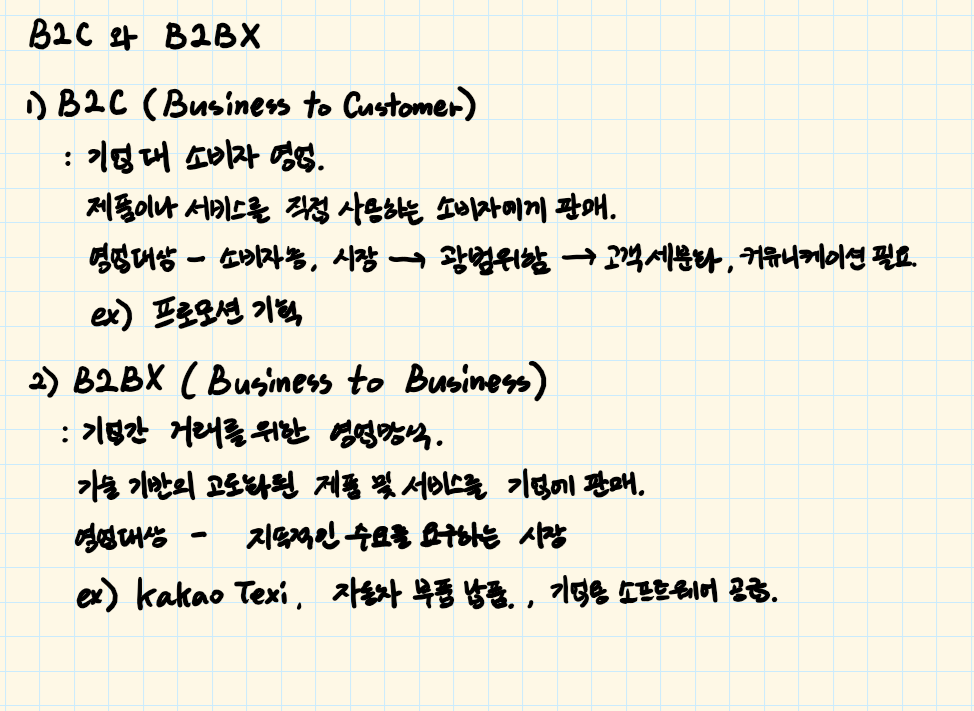 B2C 와 B2BX
1) B2C (Business to Customer)
: 기업 대 소비자 영업.
제품이나 서비스를 직접 사용하는 소비자에게 판매.
영업대상 - 소비자층, 시장 → 광범위함 → 고객 세분화, 커뮤니케이션 필요.
ex) 프로모션 기획
2) B2BX (Business to Business)
: 기업간 거래를 위한 영업방식.
기술 기반의 고도화된 제품 및 서비스를 기업에 판매.
영업대상 - 지속적인 수요를 요구하는 시장
ex) kakao Texi, 자동차 부품 납품., 기업용 소프트웨어 공급.